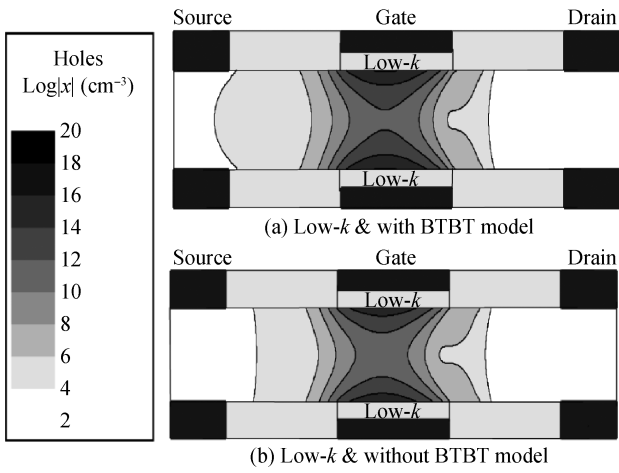 Holes
Log|x| (cm⁻³)
20
18
16
14
12
10
8
6
4
2
Source Gate Drain
Low-k
Low-k
(a) Low-k & with BTBT model
Source Gate Drain
Low-k
Low-k
(b) Low-k & without BTBT model